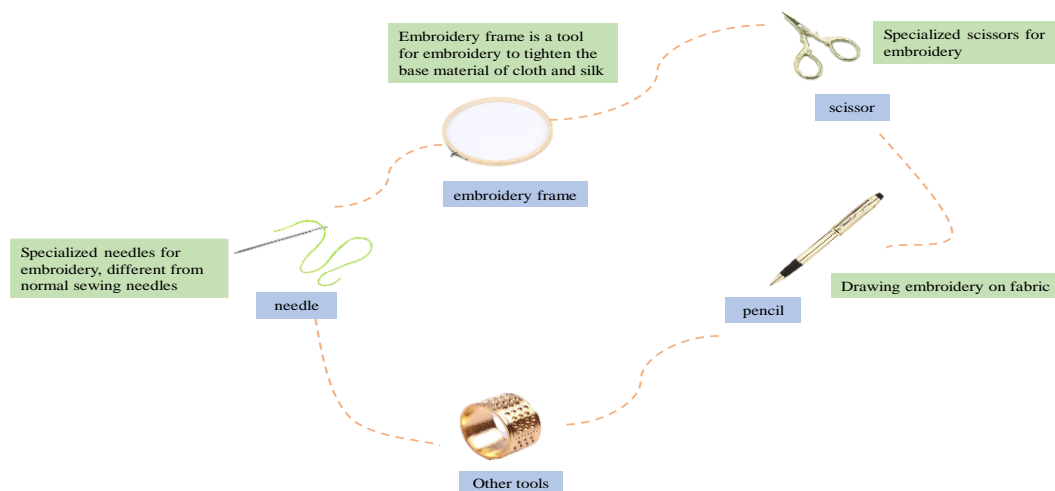 Embroidery frame is a tool
for embroidery to tighten the
base material of cloth and silk
Specialized scissors for
embroidery
scissor
embroidery frame
Specialized needles for
embroidery, different from
normal sewing needles
needle
Drawing embroidery on fabric
pencil
Other tools